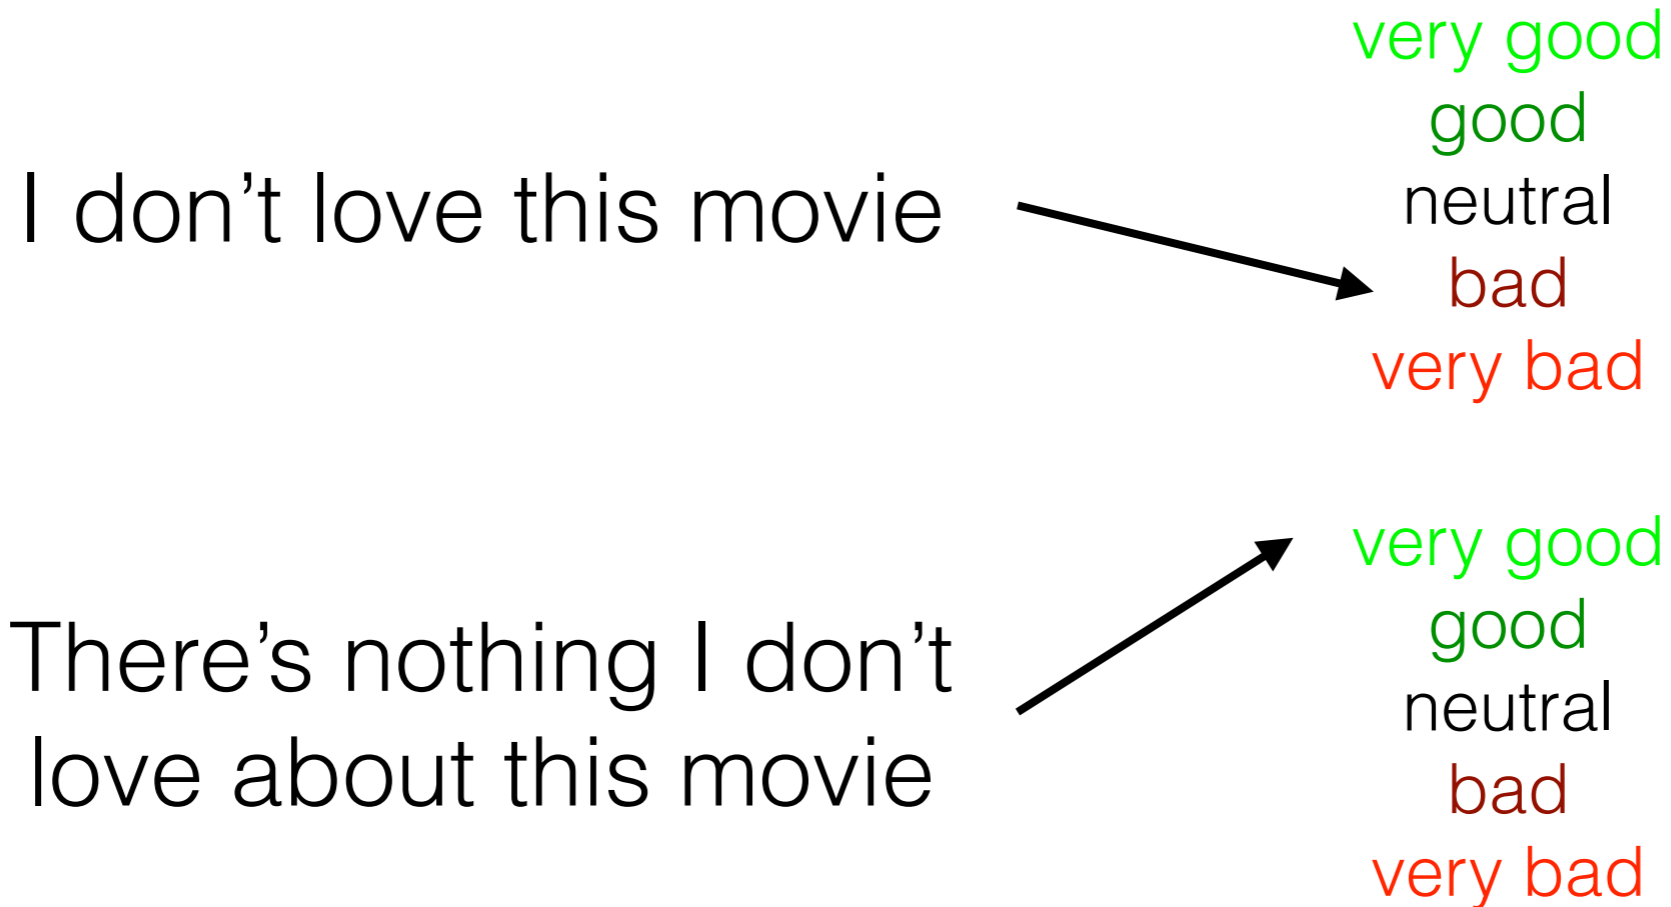 very good
good
I don’t love this movie
neutral
bad
very bad
very good
good
There’s nothing I don’t
love about this movie
neutral
bad
very bad